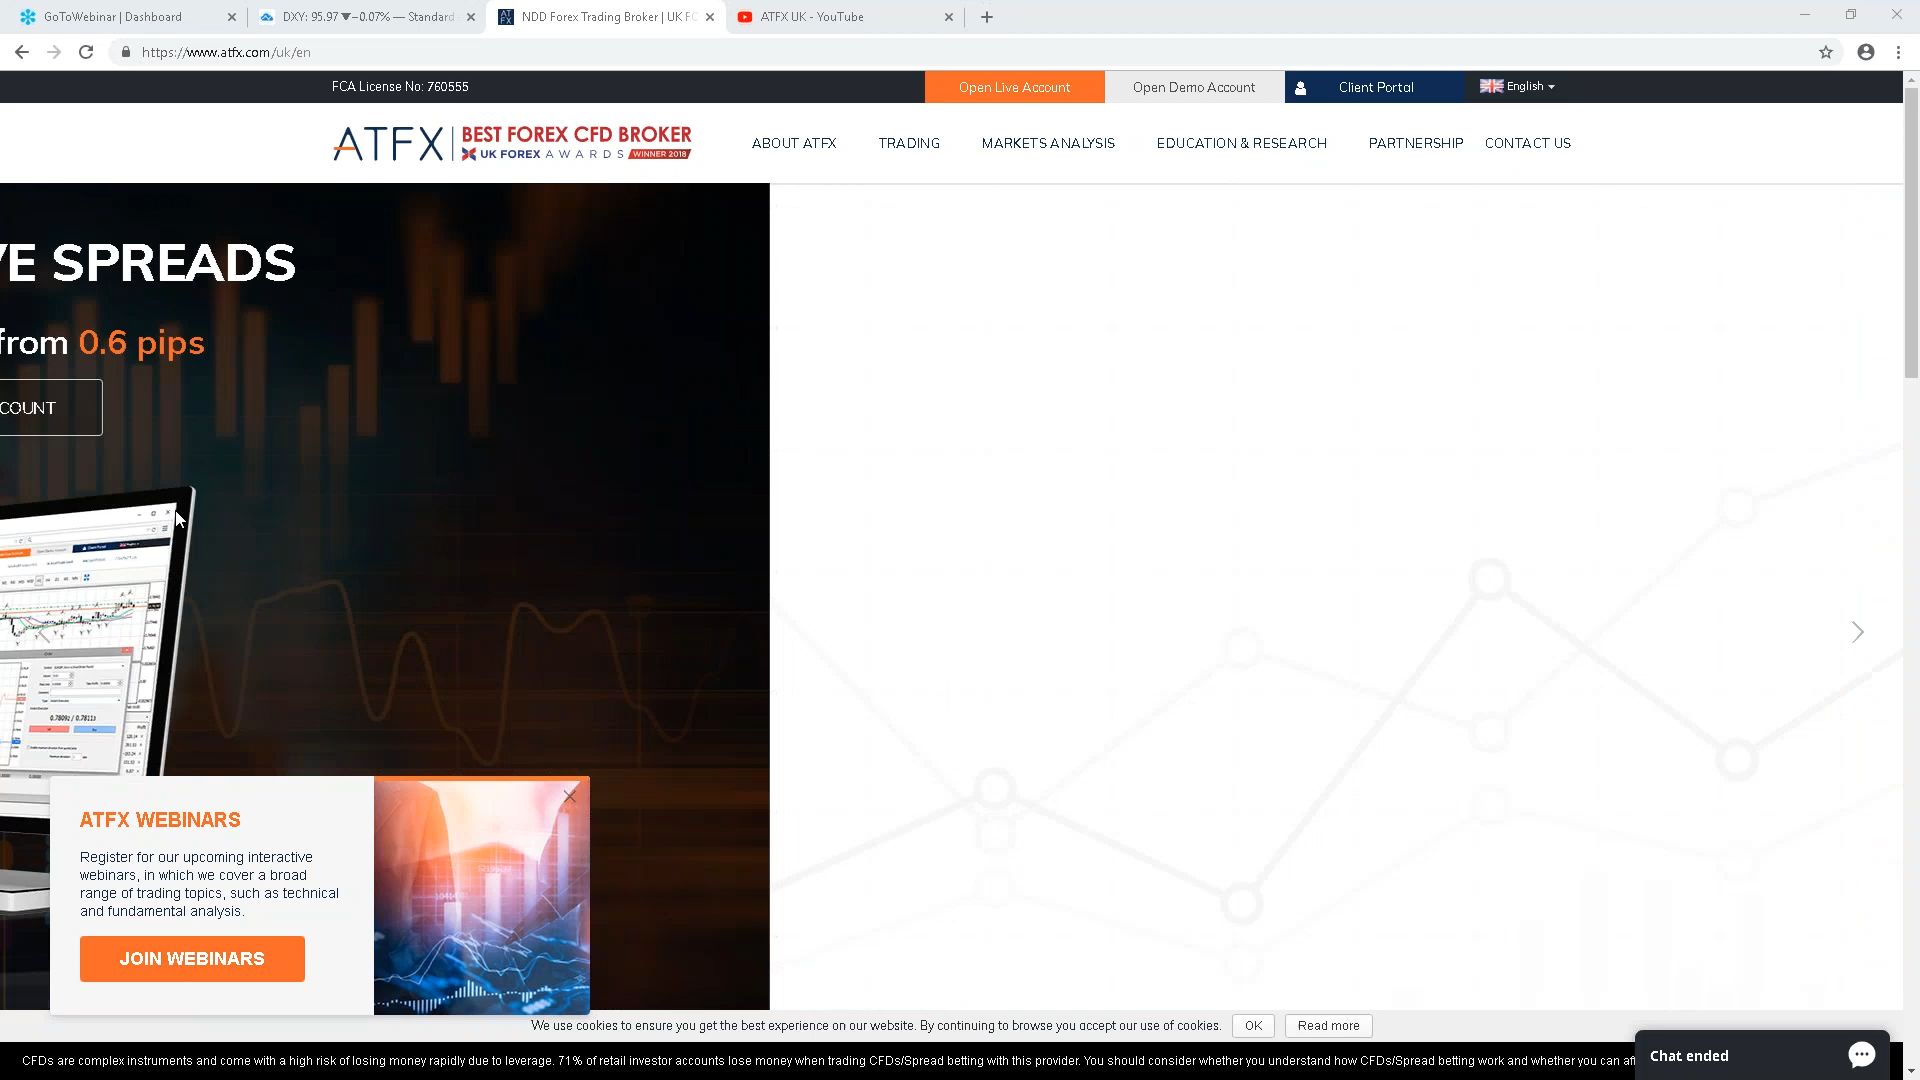 GoToWebinar | Dashboard
DXY: 95.97 ▼−0.07% — Standard
NDD Forex Trading Broker | UK FC
ATFX UK - YouTube
https://www.atfx.com/uk/en
FCA License No: 760555
Open Live Account
Open Demo Account
Client Portal
English
ATFX
BEST FOREX CFD BROKER
UK FOREX AWARDS WINNER 2018
ABOUT ATFX
TRADING
MARKETS ANALYSIS
EDUCATION & RESEARCH
PARTNERSHIP
CONTACT US
VE SPREADS
from 0.6 pips
COUNT
0.78092 / 0.78113
ATFX WEBINARS
Register for our upcoming interactive
webinars, in which we cover a broad
range of trading topics, such as technical
and fundamental analysis.
JOIN WEBINARS
We use cookies to ensure you get the best experience on our website. By continuing to browse you accept our use of cookies.
OK
Read more
CFDs are complex instruments and come with a high risk of losing money rapidly due to leverage. 71% of retail investor accounts lose money when trading CFDs/Spread betting with this provider. You should consider whether you understand how CFDs/Spread betting work and whether you can af
Chat ended